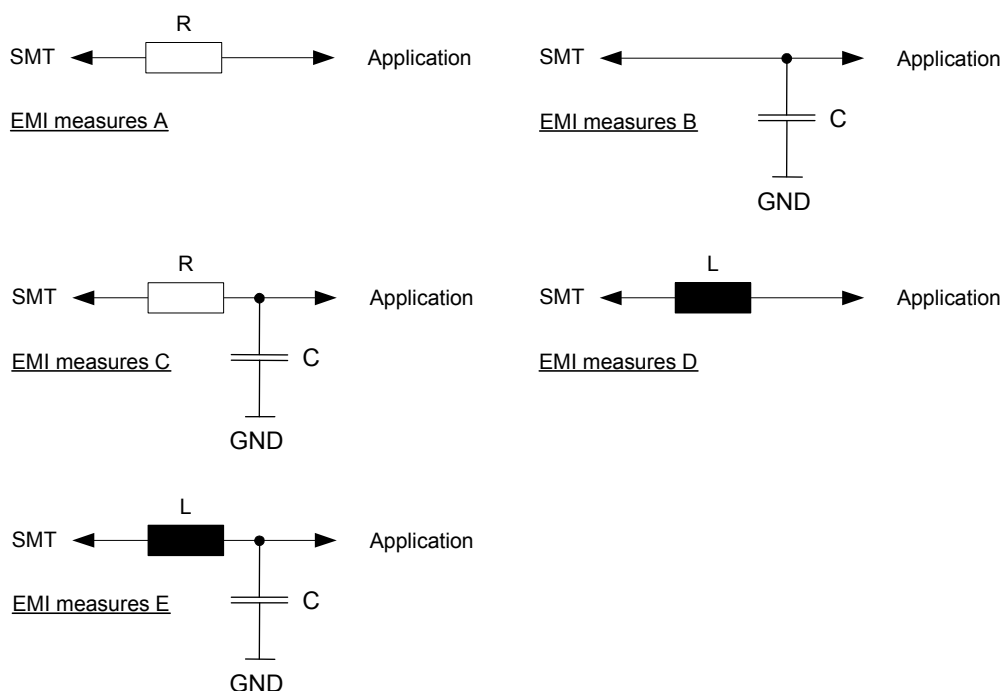 R
SMT Application
EMI measures A
SMT Application
EMI measures B
C
GND
R
SMT Application
EMI measures C
C
GND
L
SMT Application
EMI measures D
L
SMT Application
EMI measures E
C
GND